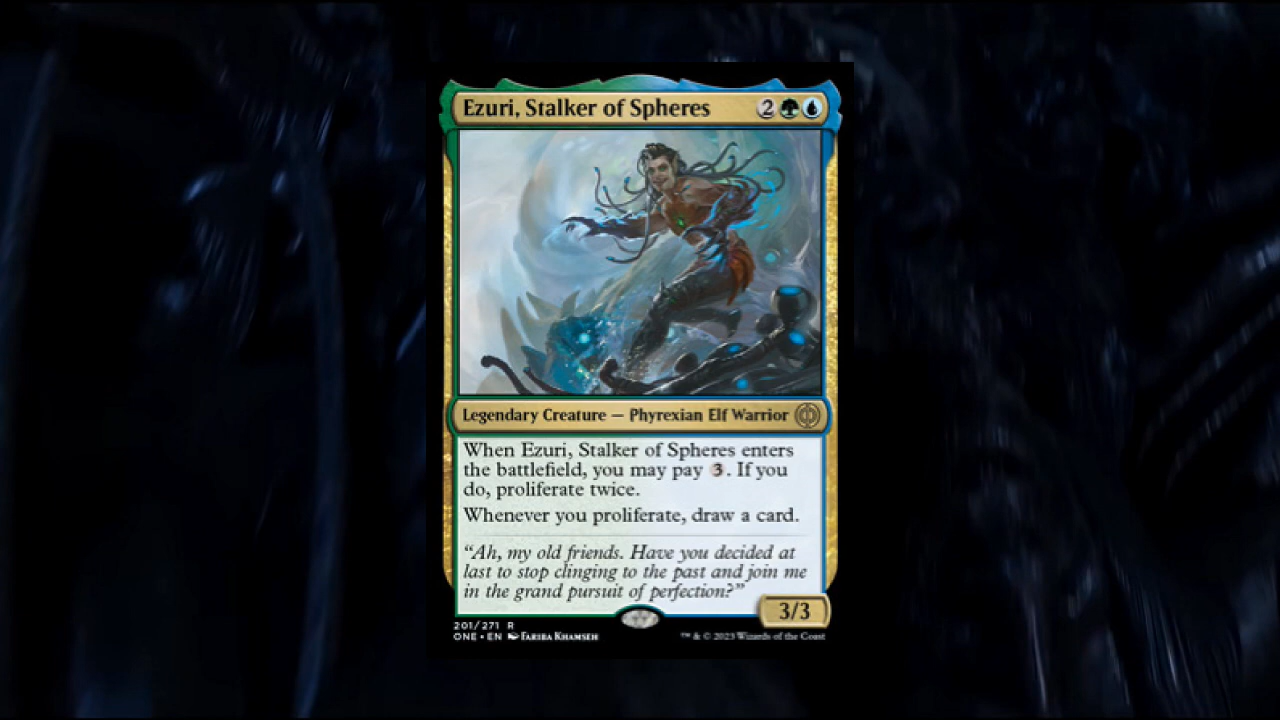 Ezuri, Stalker of Spheres 2
Legendary Creature — Phyrexian Elf Warrior
When Ezuri, Stalker of Spheres enters
the battlefield, you may pay 3. If you
do, proliferate twice.
Whenever you proliferate, draw a card.
“Ah, my old friends. Have you decided at
last to stop clinging to the past and join me
in the grand pursuit of perfection?”
3/3
201/271 R
ONE • EN Fariba Khamseh
™ & © 2023 Wizards of the Coast